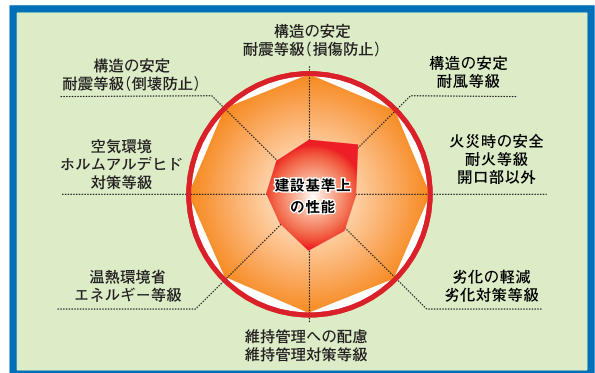 構造の安定
耐震等級(損傷防止)
構造の安定
耐風等級
火災時の安全
耐火等級
開口部以外
劣化の軽減
劣化対策等級
維持管理への配慮
維持管理対策等級
温熱環境省
エネルギー等級
空気環境
ホルムアルデヒド
対策等級
構造の安定
耐震等級(倒壊防止)
建設基準上
の性能